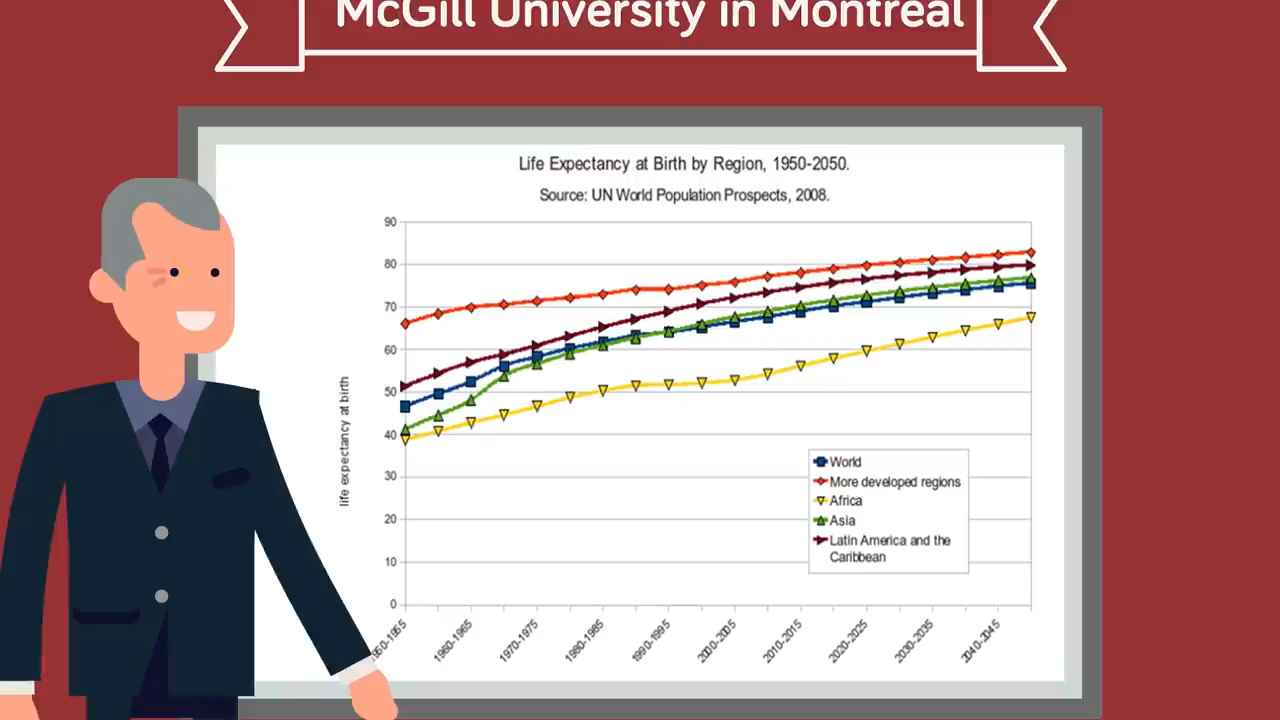 McGill University in Montreal
Life Expectancy at Birth by Region, 1950-2050.
Source: UN World Population Prospects, 2008.
90
80
70
60
50
40
30
20
10
0
life expectancy at birth
World
More developed regions
Africa
Asia
Latin America and the
Caribbean
950-1955
1960-1965
1970-1975
1980-1985
1990-1995
2000-2005
2010-2015
2020-2025
2030-2035
2040-2045